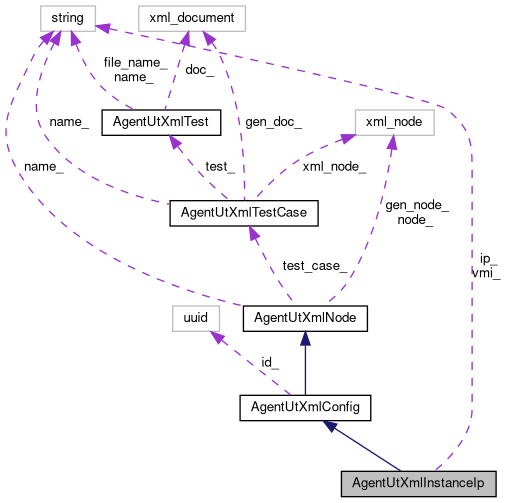 string
xml_document
file_name_
name_
doc_
AgentUtXmlTest
xml_node
name_
gen_doc_
name_
test_
xml_node_
AgentUtXmlTestCase
gen_node_
node_
test_case_
ip_
vmi_
uuid
AgentUtXmlNode
id_
AgentUtXmlConfig
AgentUtXmlInstanceIp